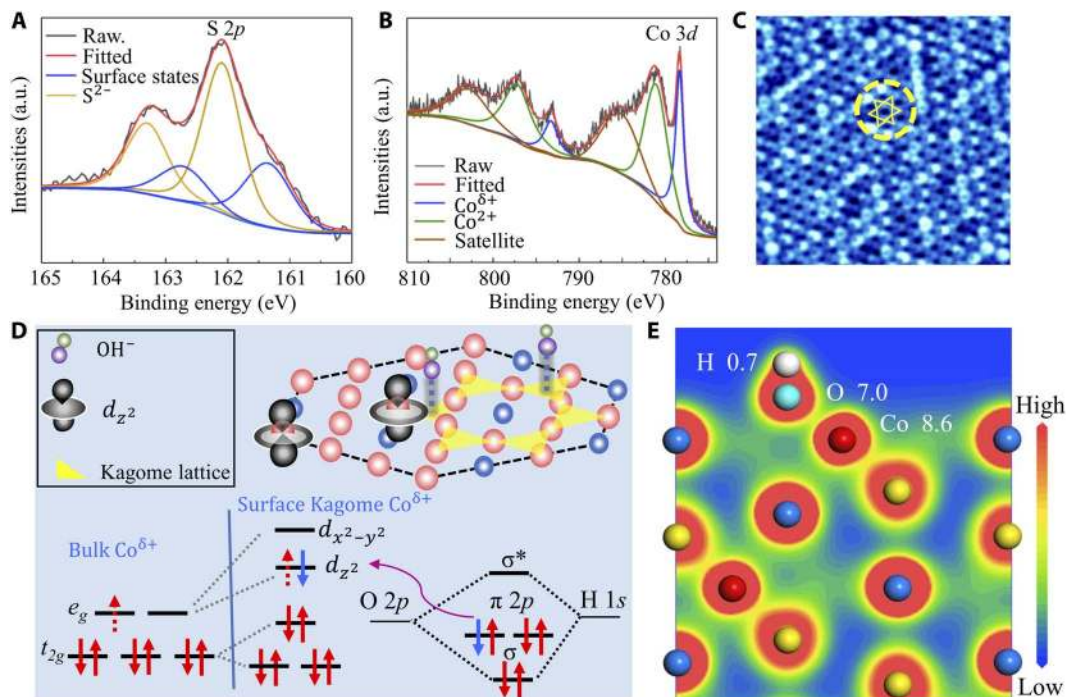 A
S 2p
Raw.
Fitted
Surface states
S2−
Intensities (a.u.)
165 164 163 162 161 160
Binding energy (eV)
B
Co 3d
Raw
Fitted
Coδ+
Co2+
Satellite
Intensities (a.u.)
810 800 790 780
Binding energy (eV)
C
D
OH−
dz2
Kagome lattice
Bulk Coδ+
Surface Kagome Coδ+
dx2−y2
dz2
eg
t2g
σ*
O 2p
π 2p
H 1s
σ
E
H 0.7
O 7.0
Co 8.6
High
Low